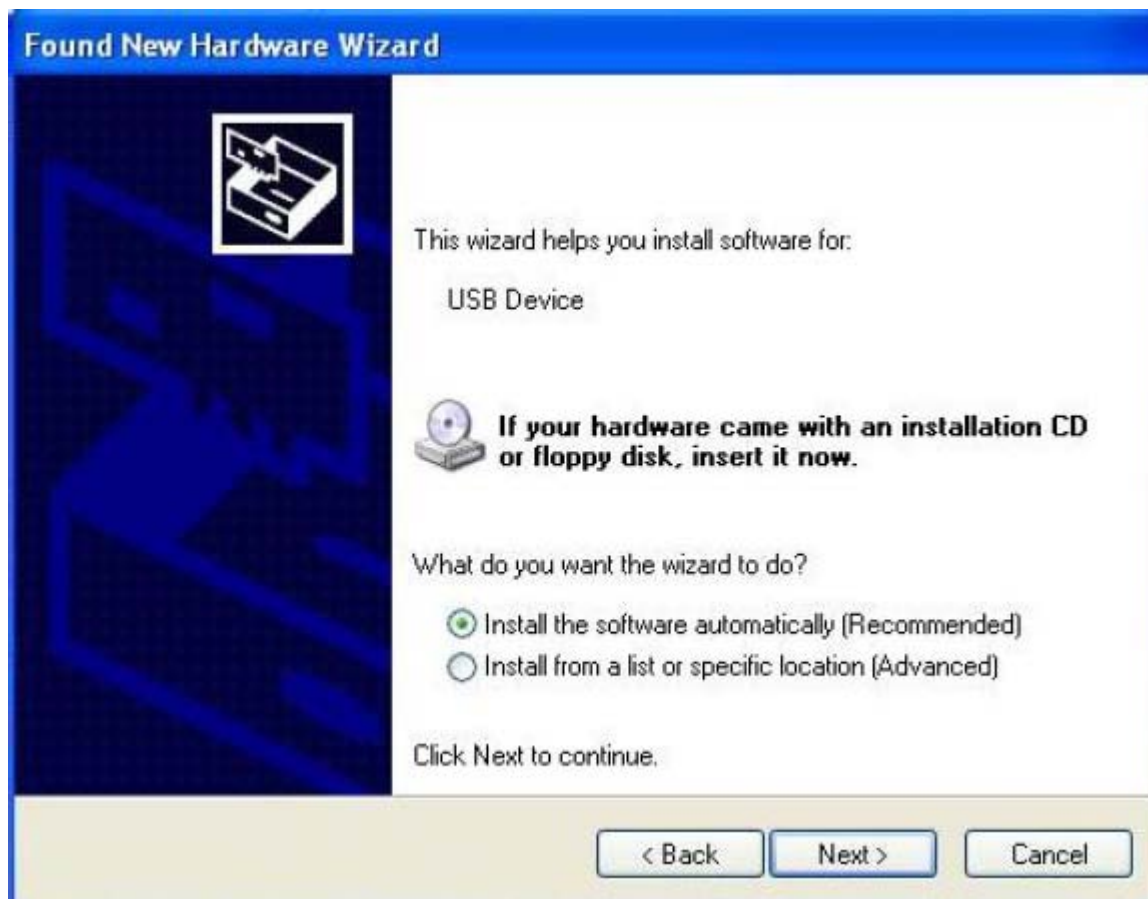 Found New Hardware Wizard
This wizard helps you install software for:
USB Device
If your hardware came with an installation CD
or floppy disk, insert it now.
What do you want the wizard to do?
Install the software automatically (Recommended)
Install from a list or specific location (Advanced)
Click Next to continue.
< Back Next > Cancel